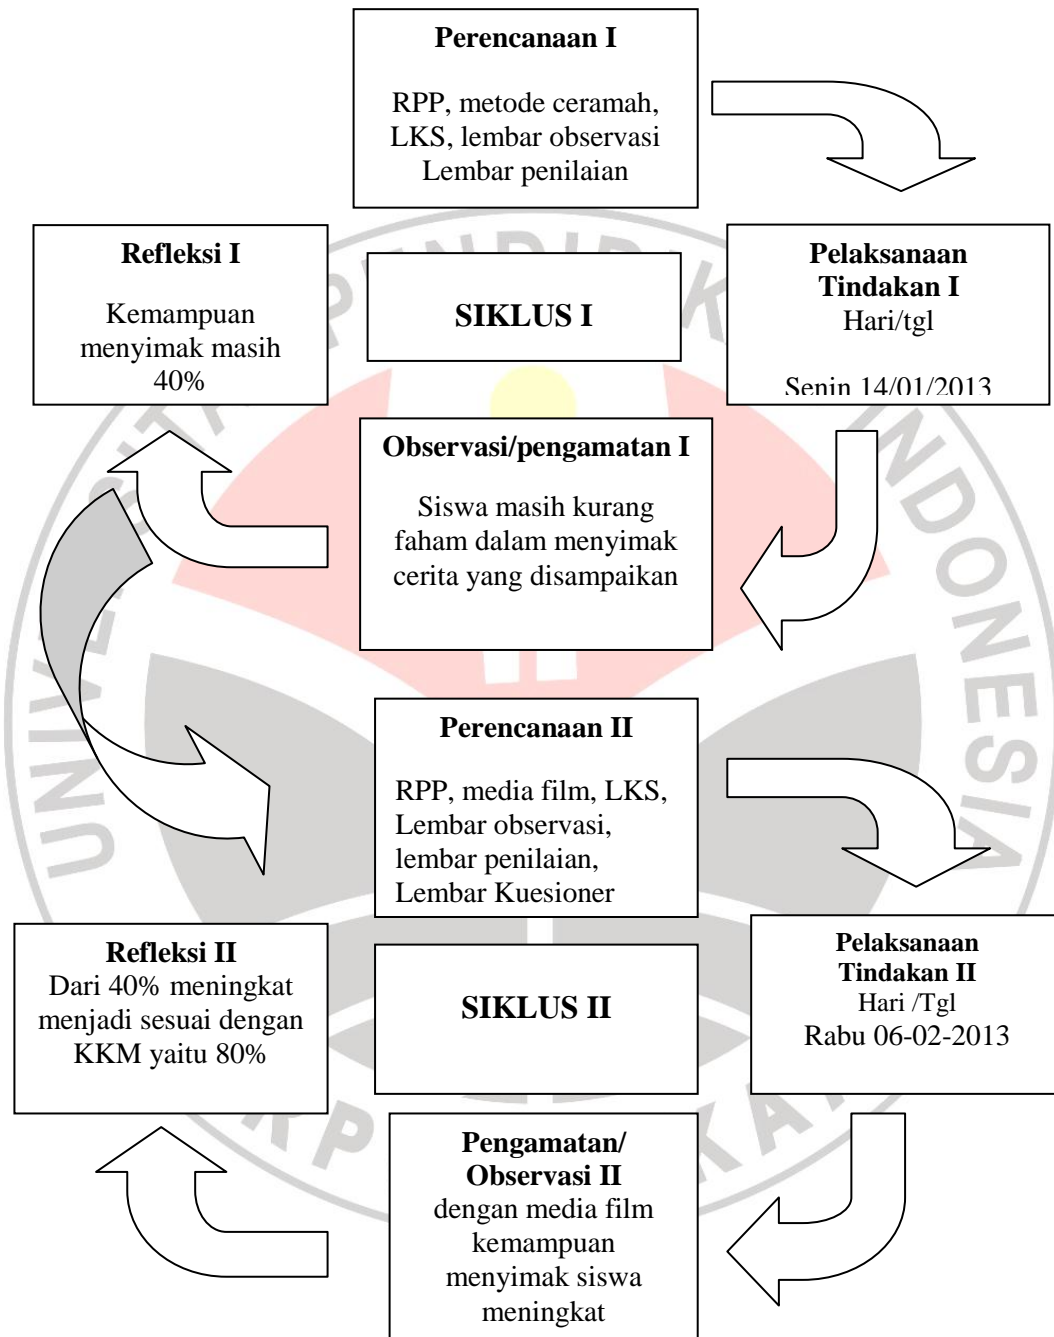 Perencanaan I
RPP, metode ceramah,
LKS, lembar observasi
Lembar penilaian
Refleksi I
Kemampuan
menyimak masih
40%
SIKLUS I
Pelaksanaan
Tindakan I
Hari/tgl
Senin 14/01/2013
Observasi/pengamatan I
Siswa masih kurang
faham dalam menyimak
cerita yang disampaikan
Perencanaan II
RPP, media film, LKS,
Lembar observasi,
lembar penilaian,
Lembar Kuesioner
Refleksi II
Dari 40% meningkat
menjadi sesuai dengan
KKM yaitu 80%
SIKLUS II
Pelaksanaan
Tindakan II
Hari /Tgl
Rabu 06-02-2013
Pengamatan/
Observasi II
dengan media film
kemampuan
menyimak siswa
meningkat
INDONESIA